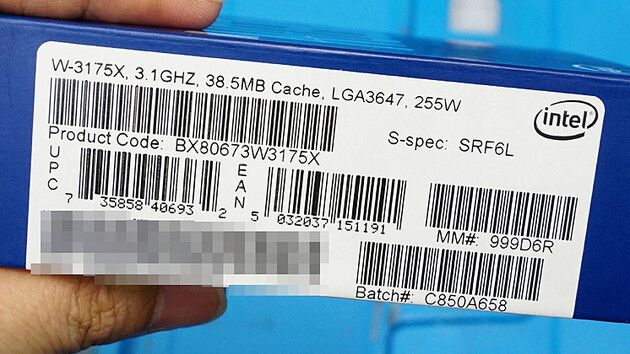 W-3175X, 3.1GHZ, 38.5MB Cache, LGA3647, 255W
intel
Product Code: BX80673W3175X
S-spec: SRF6L
UPC
7 35858 40693 2
EAN
5 032037 151191
MM#: 999D6R
Batch#: C850A658